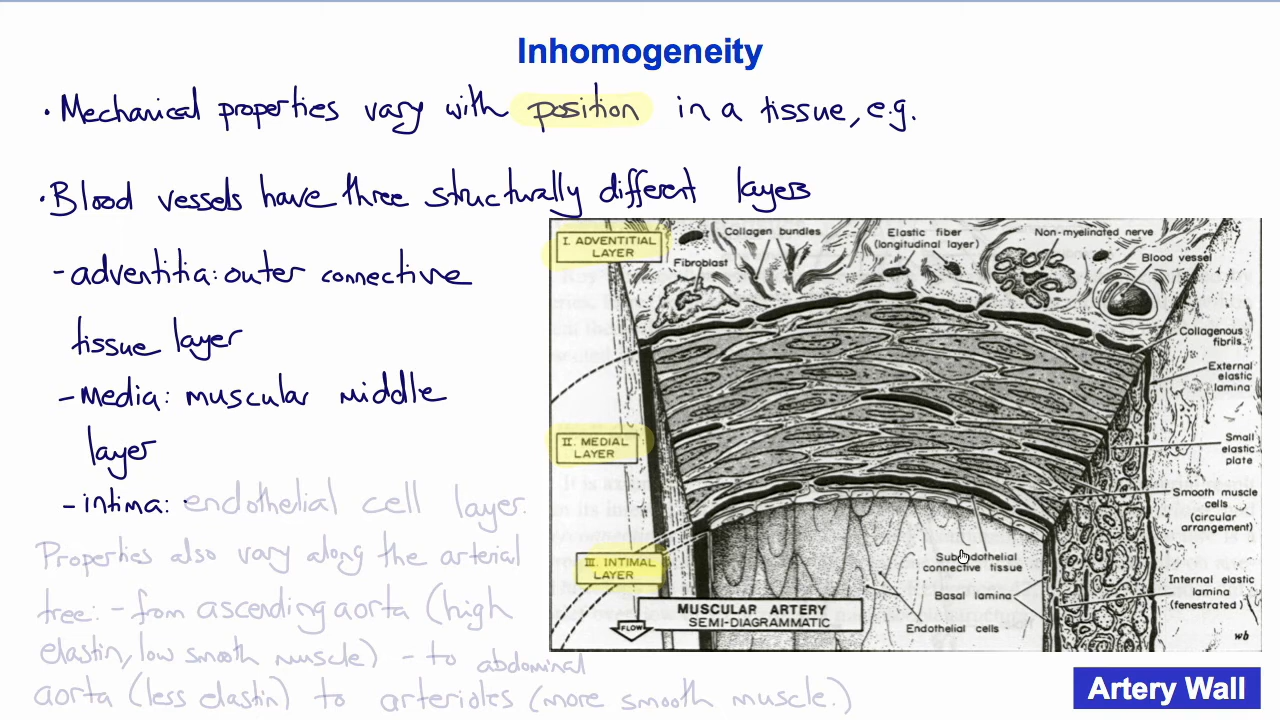 Inhomogeneity
• Mechanical properties vary with position in a tissue, e.g.
• Blood vessels have three structurally different layers
- adventitia: outer connective
tissue layer
- Media: muscular middle
layer
- intima: endothelial cell layer.
Properties also vary along the arterial
tree: - from ascending aorta (high
elastin, low smooth muscle) - to abdominal
aorta (less elastin) to arterioles (more smooth muscle.)
I. ADVENTITIAL
LAYER
Collagen bundles
Elastic fiber
(longitudinal layer)
Non-myelinated nerve
Fibroblast
Blood vessel
Collagenous
fibrils
External
elastic
lamina
II. MEDIAL
LAYER
Small
elastic
plate
Smooth muscle
cells
(circular
arrangement)
III. INTIMAL
LAYER
Subendothelial
connective tissue
Basal lamina
Internal elastic
lamina
(fenestrated)
Endothelial cells
MUSCULAR ARTERY
SEMI-DIAGRAMMATIC
FLOW
wb
Artery Wall